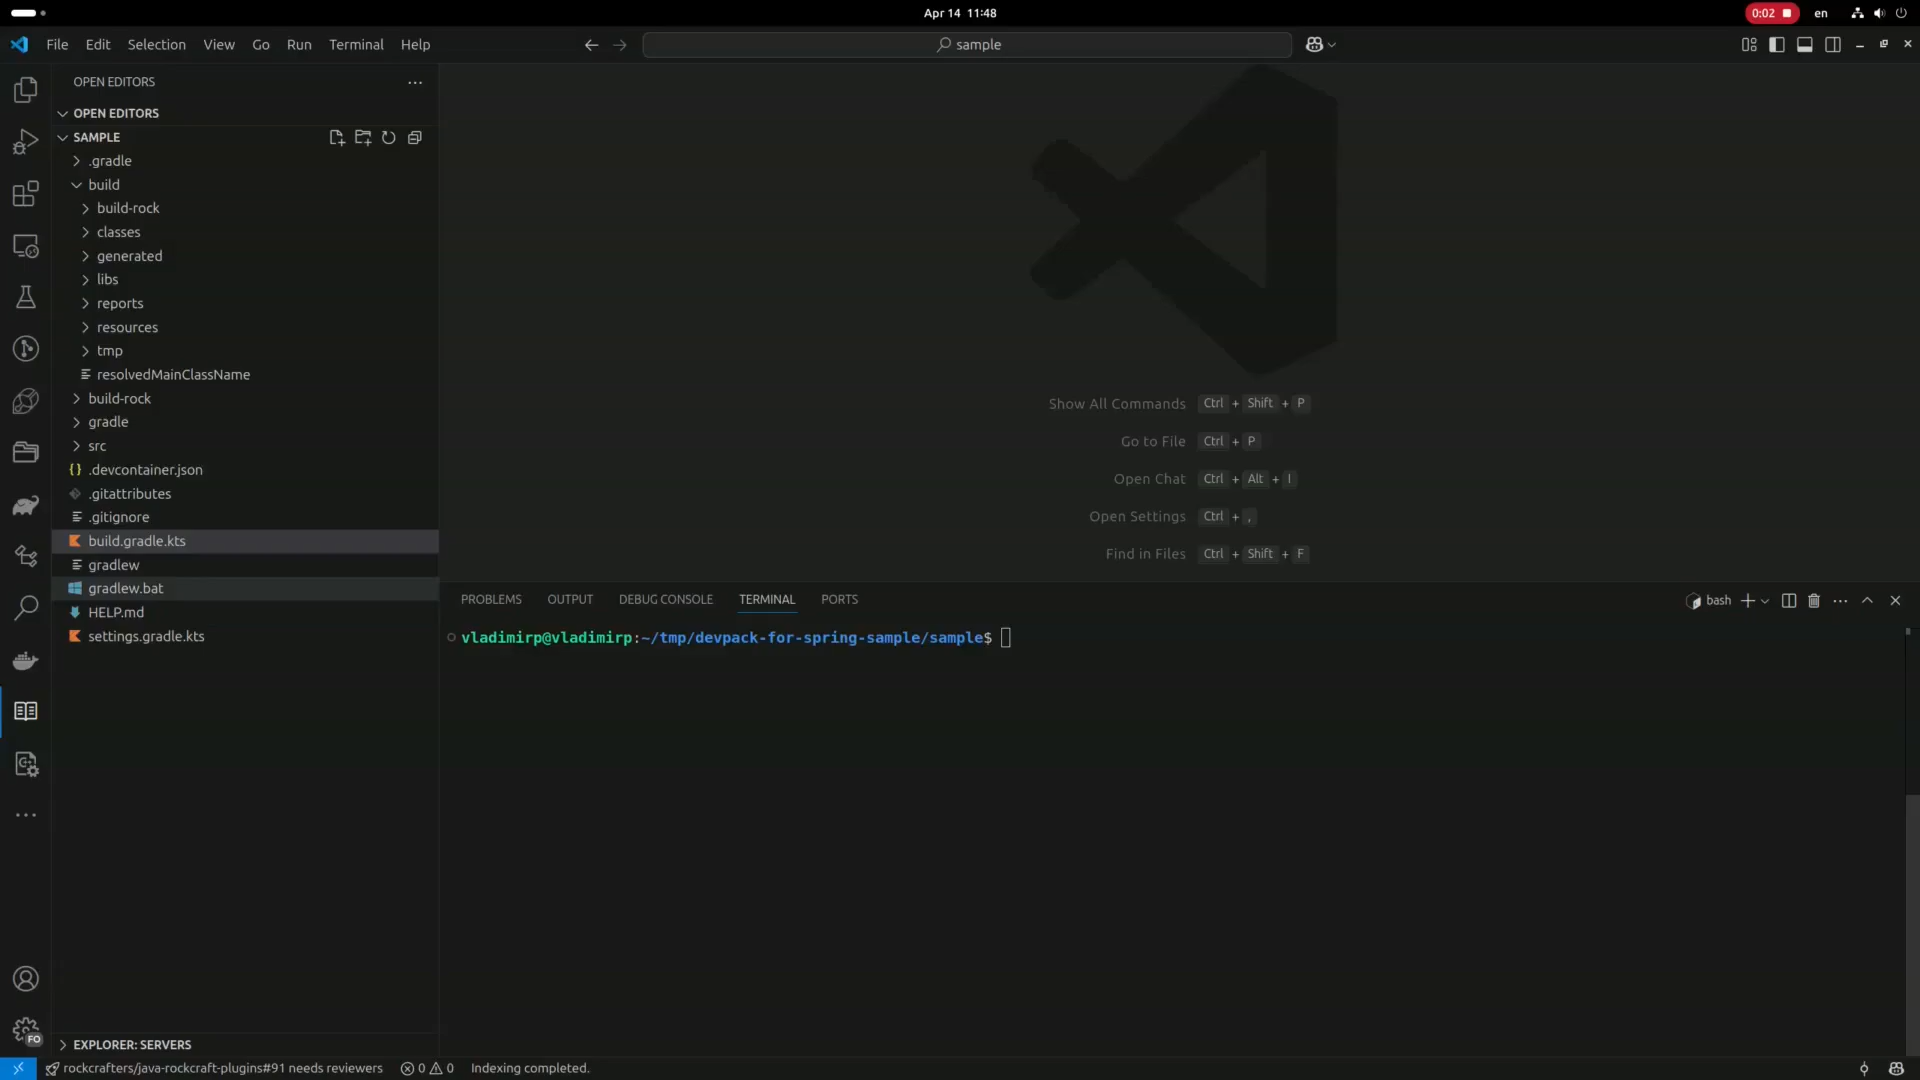 Apr 14 11:48
0:02
en
File Edit Selection View Go Run Terminal Help
sample
OPEN EDITORS
OPEN EDITORS
SAMPLE
.gradle
build
build-rock
classes
generated
libs
reports
resources
tmp
resolvedMainClassName
build-rock
gradle
src
.devcontainer.json
.gitattributes
.gitignore
build.gradle.kts
gradlew
gradlew.bat
HELP.md
settings.gradle.kts
EXPLORER: SERVERS
Show All Commands Ctrl + Shift + P
Go to File Ctrl + P
Open Chat Ctrl + Alt + I
Open Settings Ctrl + ,
Find in Files Ctrl + Shift + F
PROBLEMS OUTPUT DEBUG CONSOLE TERMINAL PORTS
bash
vladimirp@vladimirp:~/tmp/devpack-for-spring-sample/sample$
FO
rockcrafters/java-rockcraft-plugins#91 needs reviewers 0 0 Indexing completed.